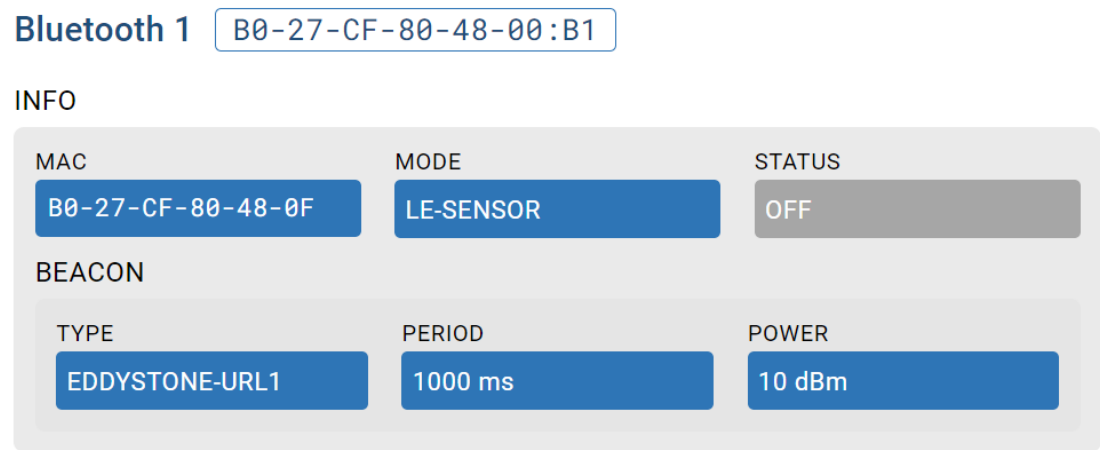 Bluetooth 1 B0-27-CF-80-48-00:B1
INFO
MAC MODE STATUS
B0-27-CF-80-48-0F LE-SENSOR OFF
BEACON
TYPE PERIOD POWER
EDDYSTONE-URL1 1000 ms 10 dBm